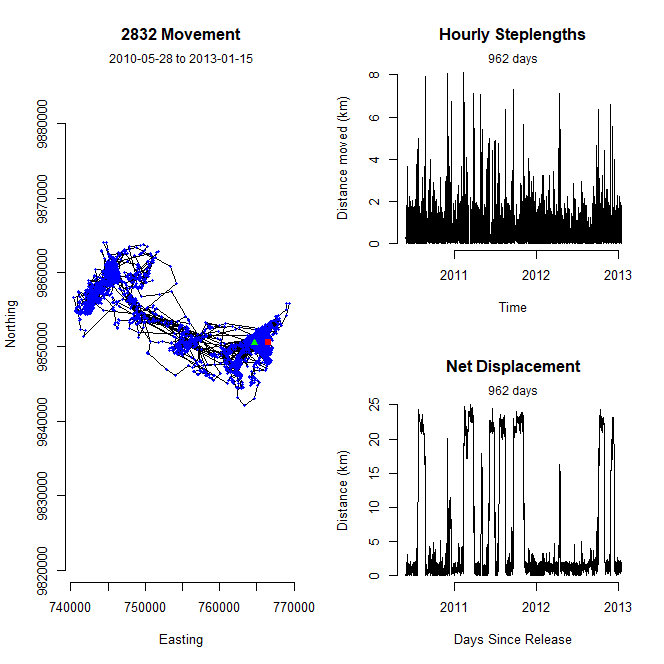 2832 Movement
2010-05-28 to 2013-01-15
Northing
9880000
9870000
9860000
9850000
9840000
9830000
9820000
740000 750000 760000 770000
Easting
Hourly Steplengths
962 days
Distance moved (km)
8
6
4
2
0
2011 2012 2013
Time
Net Displacement
962 days
Distance (km)
25
20
15
10
5
0
2011 2012 2013
Days Since Release